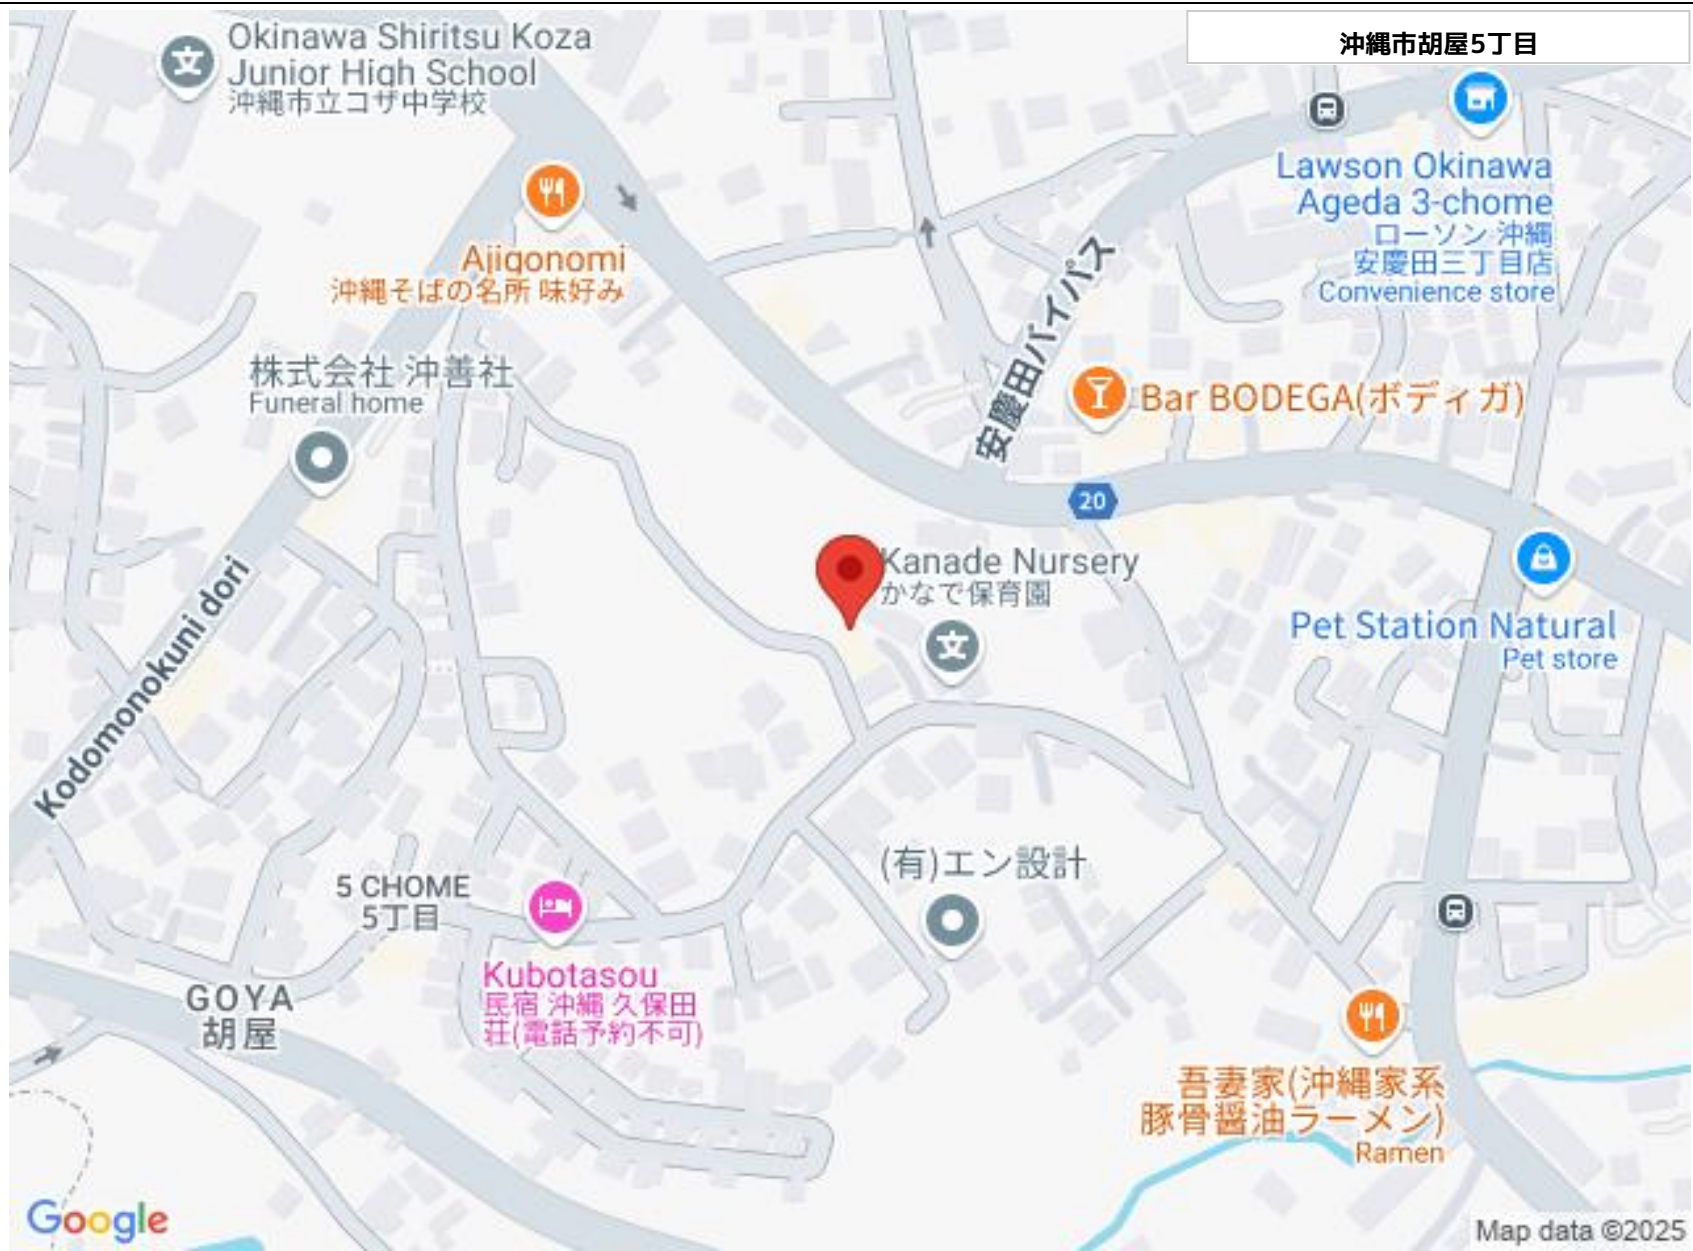 沖縄市胡屋5丁目
Okinawa Shiritsu Koza
Junior High School
沖縄市立コザ中学校
Lawson Okinawa
Ageda 3-chome
ローソン 沖縄
安慶田三丁目店
Convenience store
Ajigonomi
沖縄そばの名所 味好み
安慶田バイパス
株式会社 沖善社
Funeral home
Bar BODEGA(ボディガ)
20
Kanade Nursery
かなで保育園
Pet Station Natural
Pet store
Kodomonokuni dori
(有)エン設計
5 CHOME
5丁目
Kubotasou
民宿 沖縄 久保田
荘(電話予約不可)
GOYA
胡屋
吾妻家(沖縄家系
豚骨醤油ラーメン)
Ramen
Google
Map data ©2025